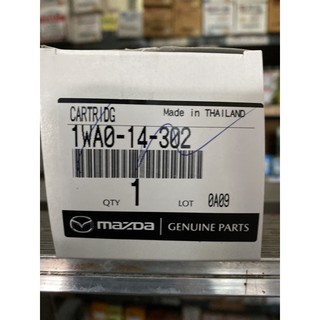 CARTRIDG Made in THAILAND
1WA0-14-302
1
QTY LOT 0A09
mazda GENUINE PARTS